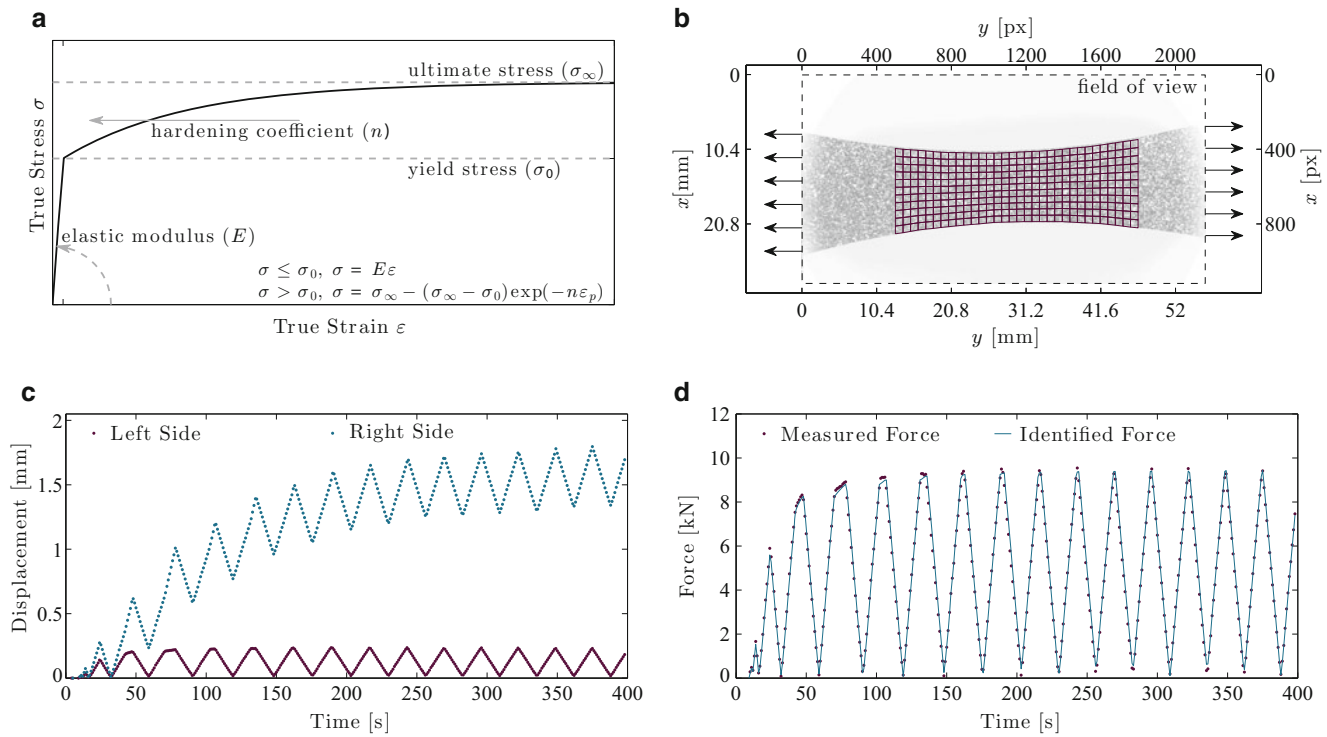 a
ultimate stress (σ∞)
hardening coefficient (n)
yield stress (σ0)
elastic modulus (E)
σ ≤ σ0, σ = Eε
σ > σ0, σ = σ∞ − (σ∞ − σ0)exp(−nεp)
True Stress σ
True Strain ε
b
y [px]
0 400 800 1200 1600 2000
field of view
0
10.4
20.8
x[mm]
0
400
800
x [px]
0 10.4 20.8 31.2 41.6 52
y [mm]
c
Left Side
Right Side
2
1.5
1
0.5
0
Displacement [mm]
0 50 100 150 200 250 300 350 400
Time [s]
d
Measured Force
Identified Force
12
10
8
6
4
2
0
Force [kN]
0 50 100 150 200 250 300 350 400
Time [s]